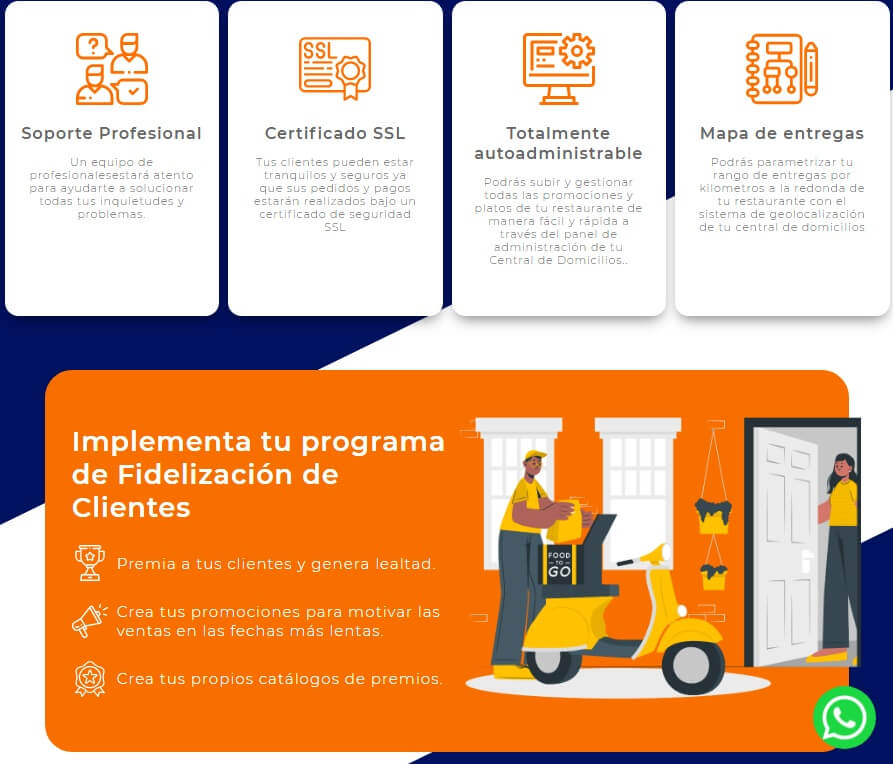 Soporte Profesional
Un equipo de
profesionalesestará atento
para ayudarte a solucionar
todas tus inquietudes y
problemas.
SSL
Certificado SSL
Tus clientes pueden estar
tranquilos y seguros ya
que sus pedidos y pagos
estarán realizados bajo un
certificado de seguridad
SSL
Totalmente
autoadministrable
Podrás subir y gestionar
todas las promociones y
platos de tu restaurante de
manera fácil y rápida a
través del panel de
administración de tu
Central de Domicilios..
Mapa de entregas
Podrás parametrizar tu
rango de entregas por
kilometros a la redonda de
tu restaurante con el
sistema de geolocalización
de tu central de domicilios
Implementa tu programa
de Fidelización de
Clientes
Premia a tus clientes y genera lealtad.
Crea tus promociones para motivar las
ventas en las fechas más lentas.
Crea tus propios catálogos de premios.
FOOD
TO
GO